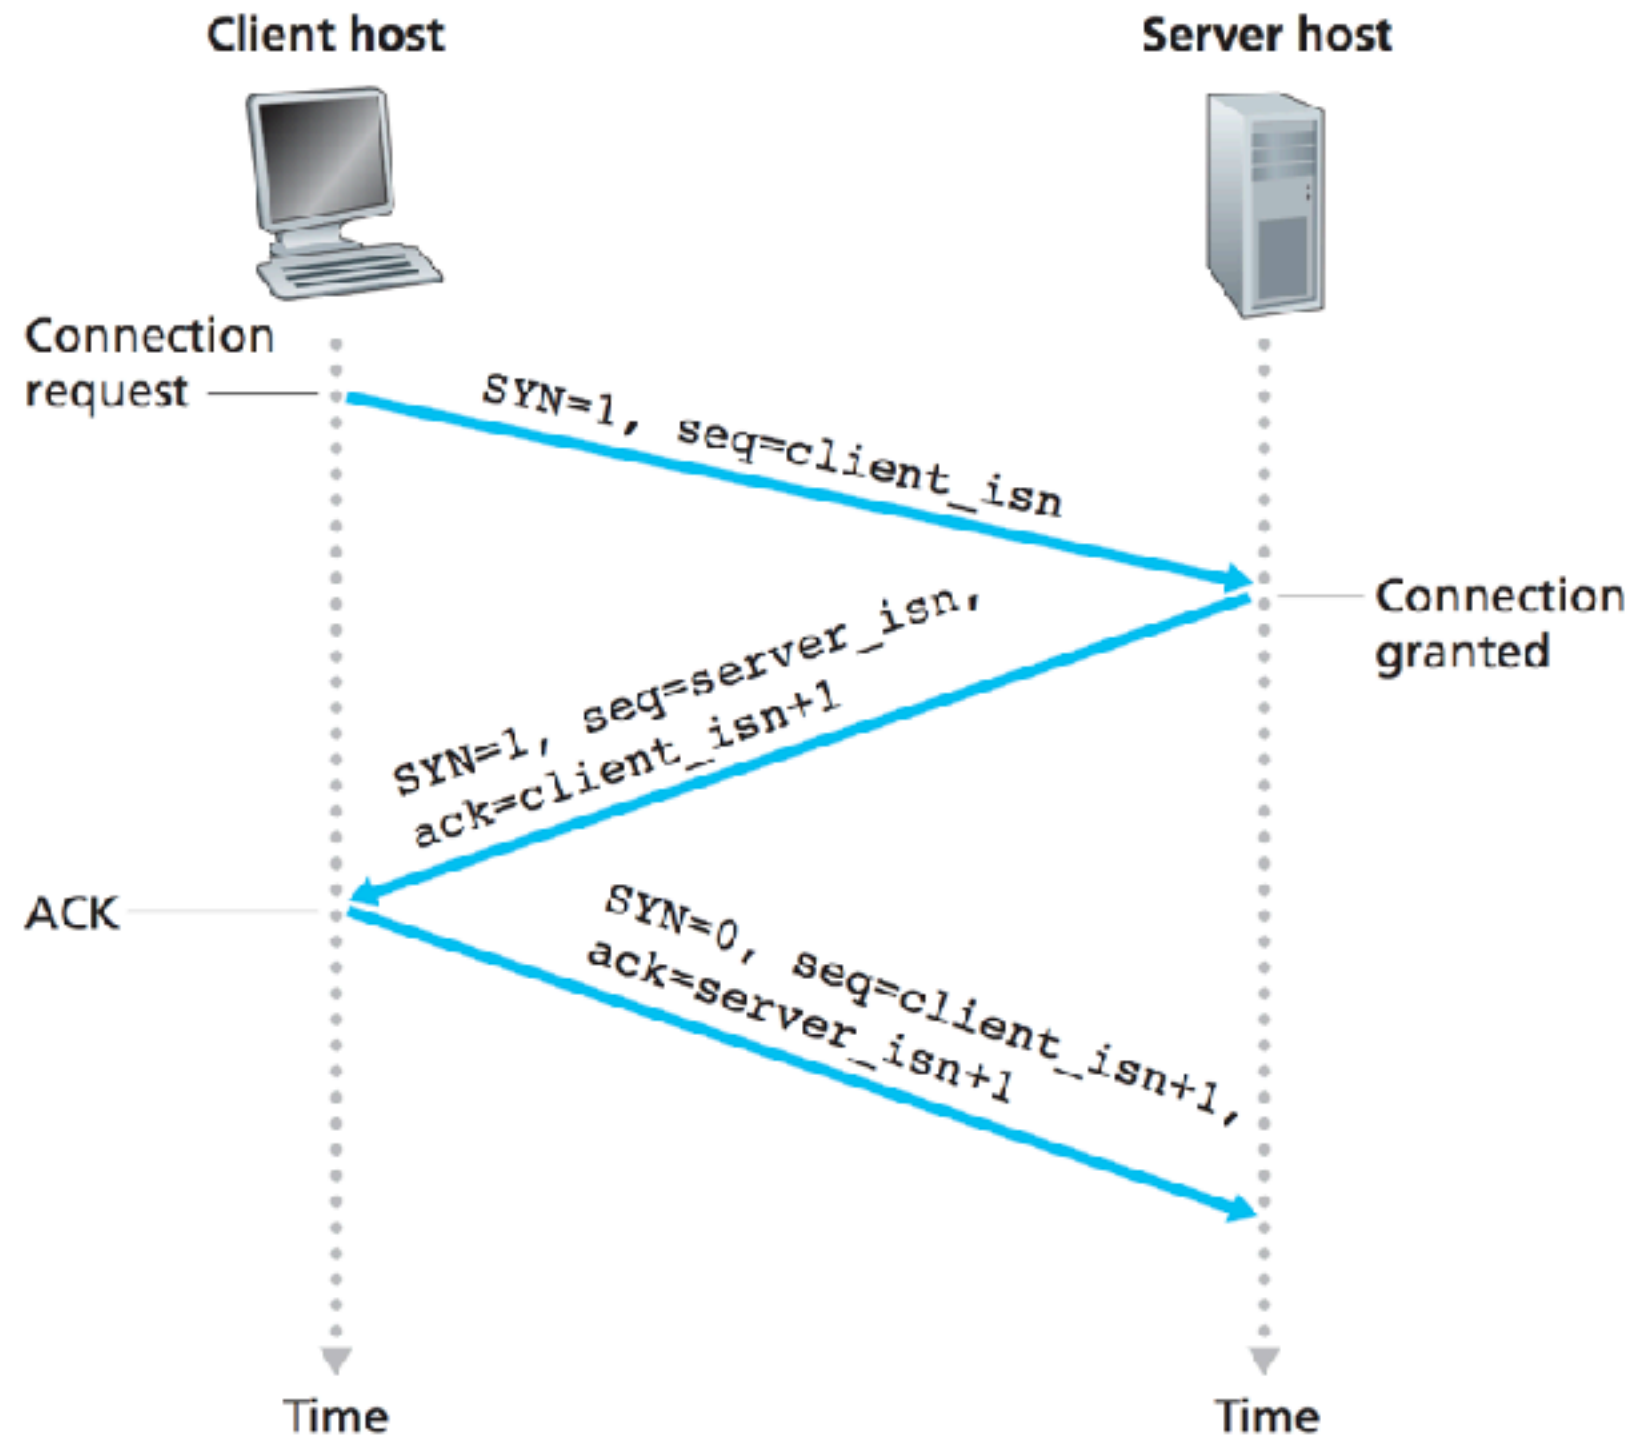 Client host
Server host
Connection
request
SYN=1, seq=client_isn
Connection
granted
SYN=1, seq=server_isn,
ack=client_isn+1
ACK
SYN=0, seq=client_isn+1,
ack=server_isn+1
Time
Time